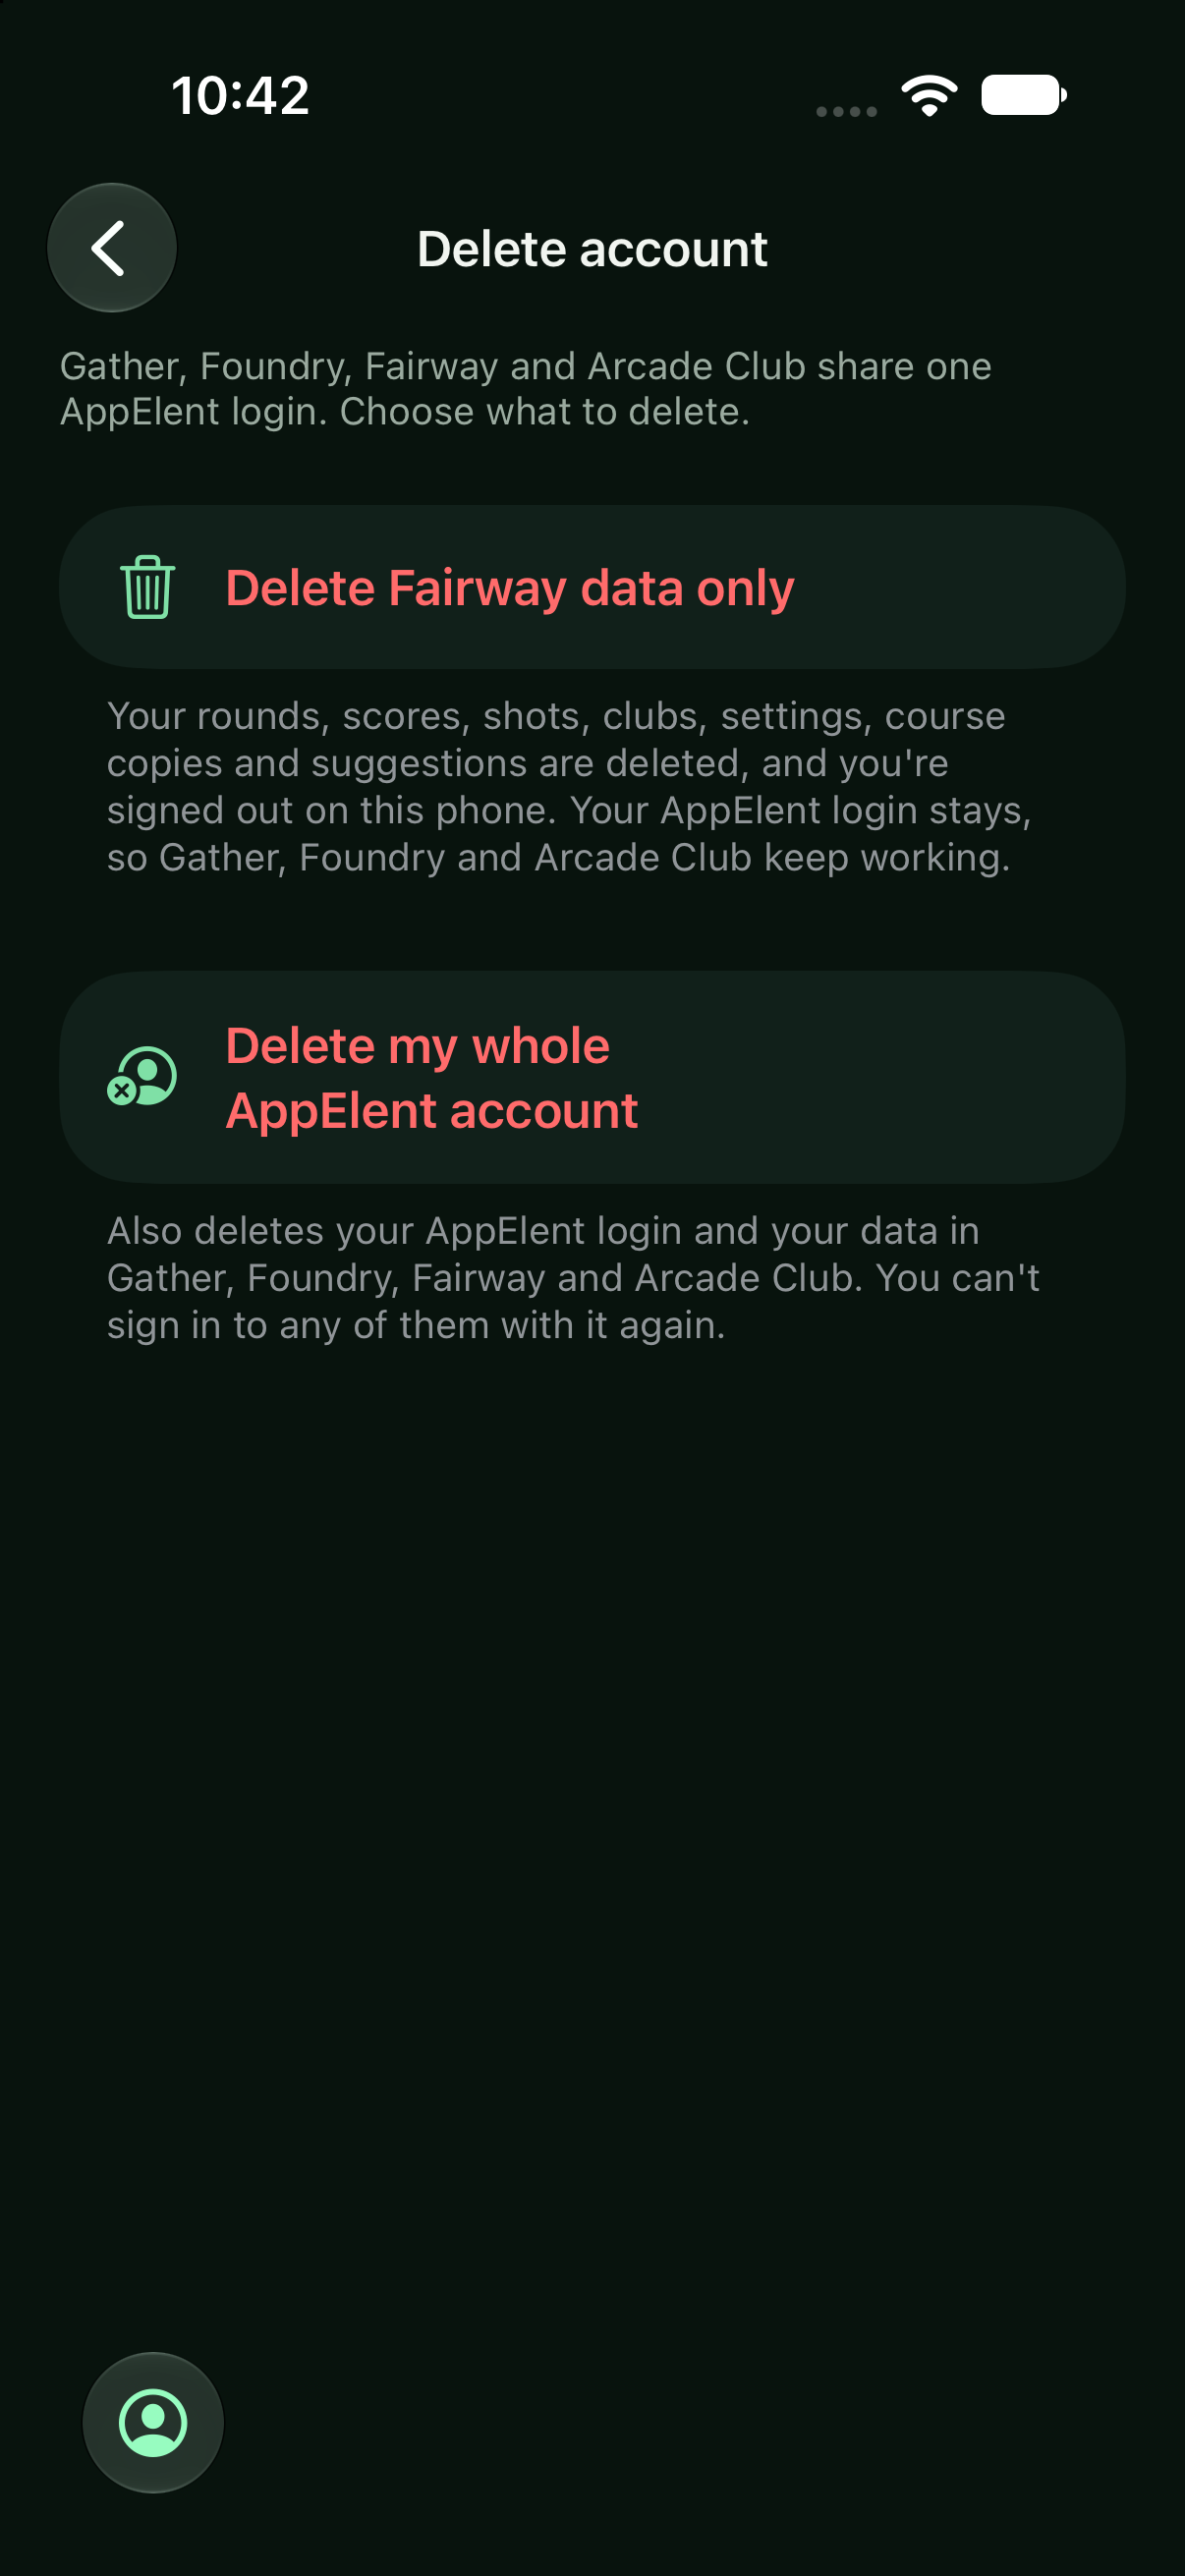 10:42
Delete account
Gather, Foundry, Fairway and Arcade Club share one
AppElent login. Choose what to delete.
Delete Fairway data only
Your rounds, scores, shots, clubs, settings, course
copies and suggestions are deleted, and you're
signed out on this phone. Your AppElent login stays,
so Gather, Foundry and Arcade Club keep working.
Delete my whole
AppElent account
Also deletes your AppElent login and your data in
Gather, Foundry, Fairway and Arcade Club. You can't
sign in to any of them with it again.